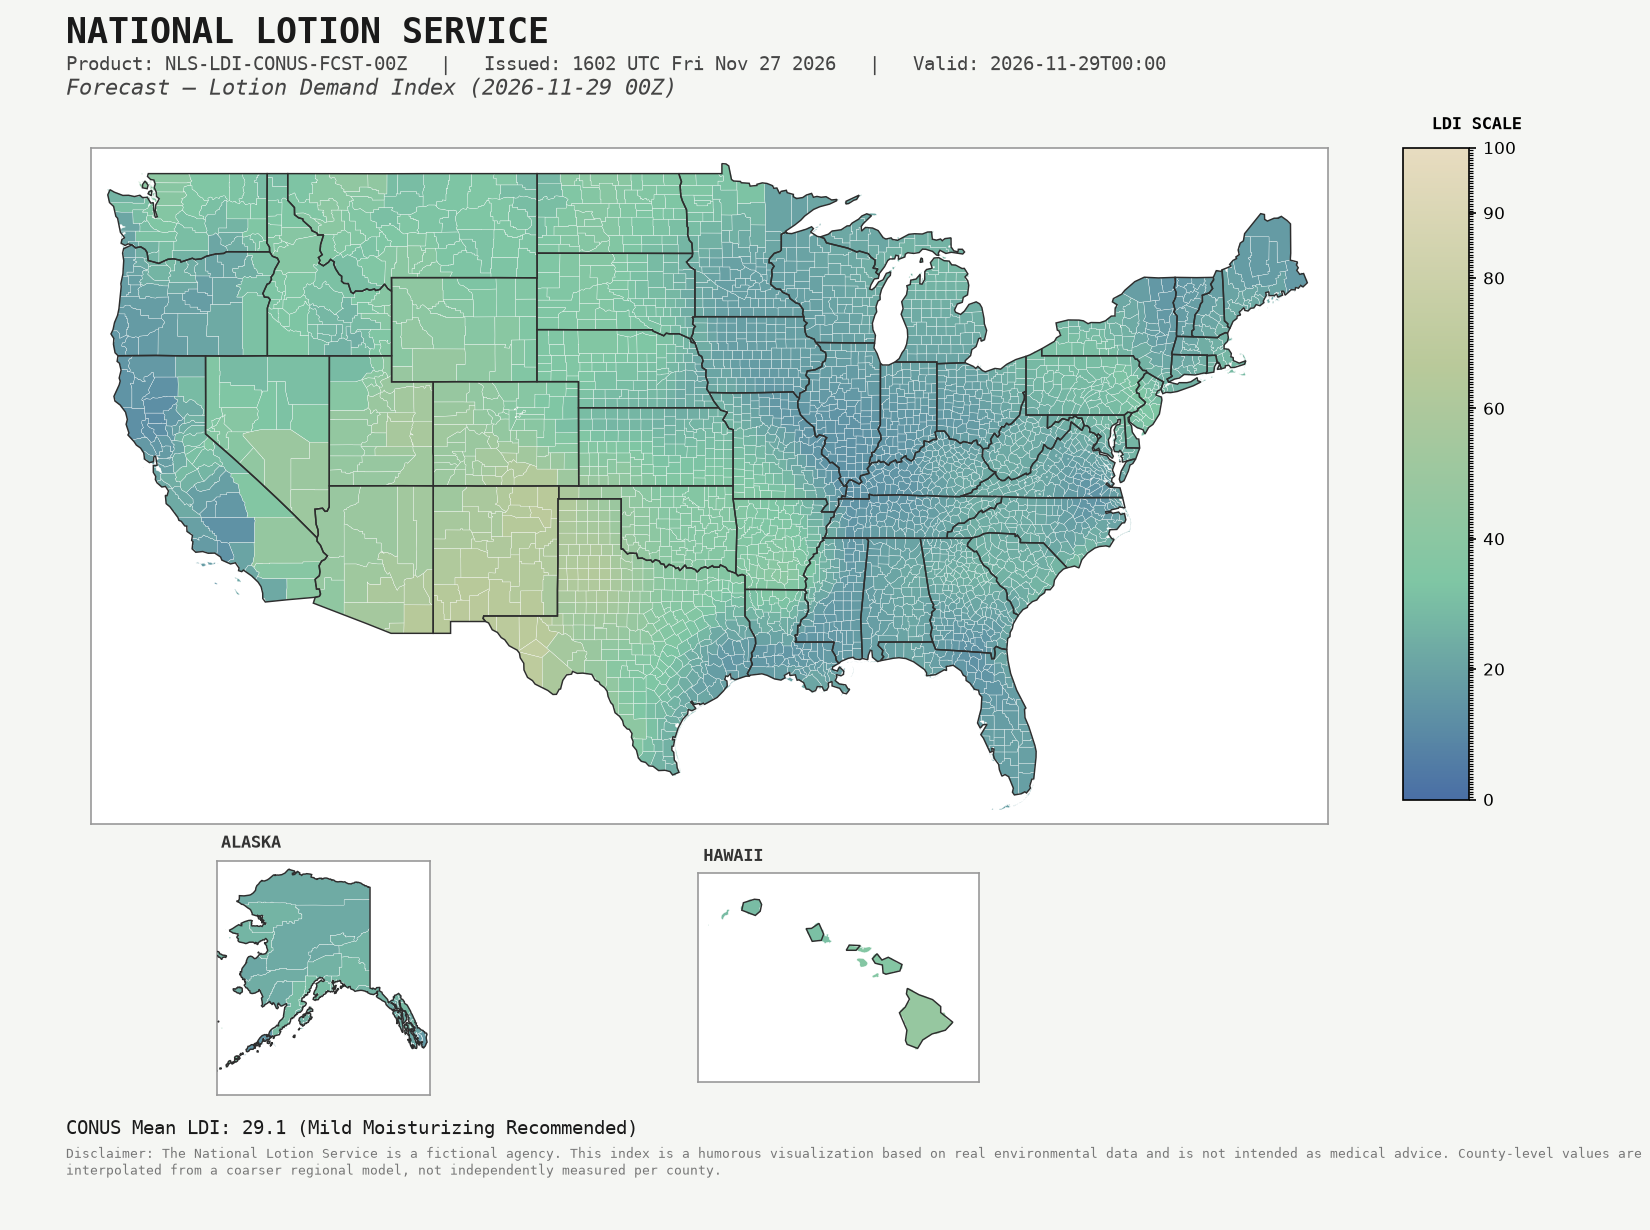 NATIONAL LOTION SERVICE
Product: NLS-LDI-CONUS-FCST-00Z | Issued: 1602 UTC Fri Nov 27 2026 | Valid: 2026-11-29T00:00
Forecast — Lotion Demand Index (2026-11-29 00Z)
LDI SCALE
100
90
80
60
40
20
0
ALASKA
HAWAII
CONUS Mean LDI: 29.1 (Mild Moisturizing Recommended)
Disclaimer: The National Lotion Service is a fictional agency. This index is a humorous visualization based on real environmental data and is not intended as medical advice. County-level values are
interpolated from a coarser regional model, not independently measured per county.